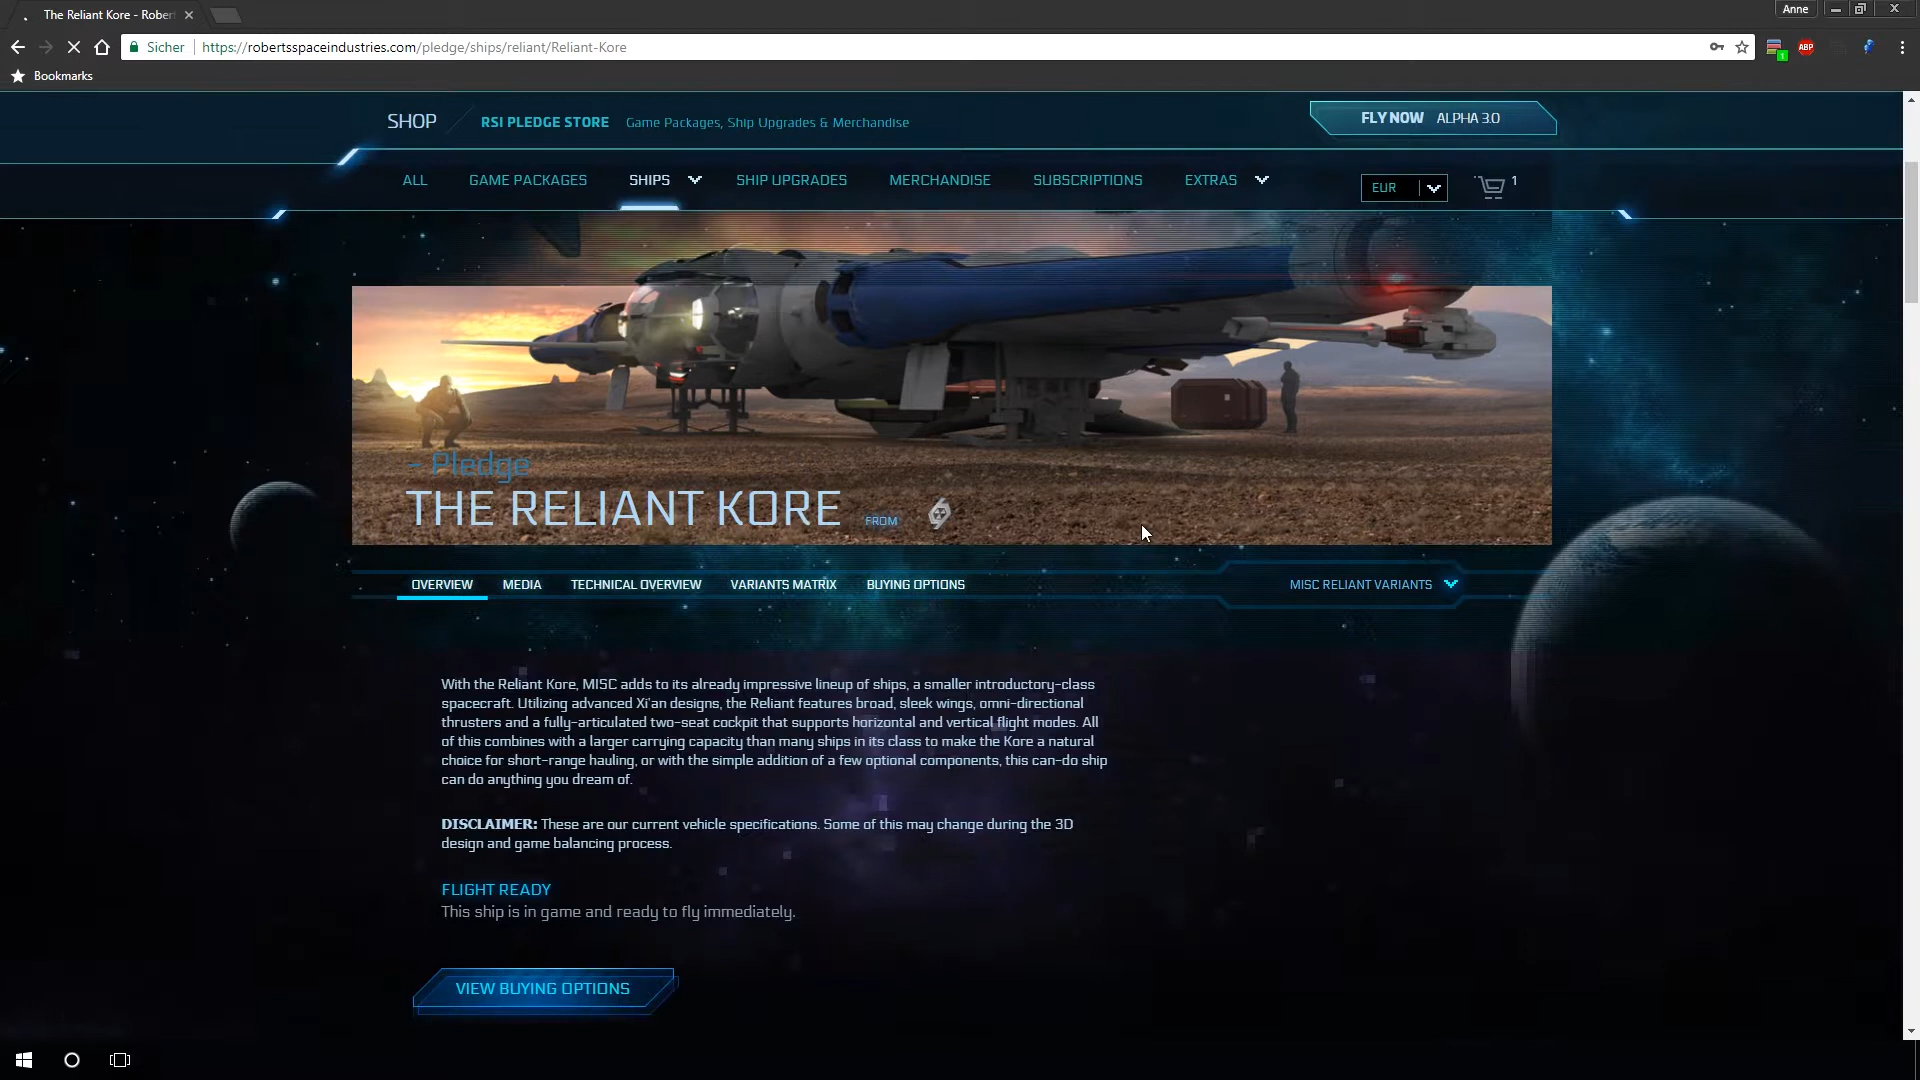 The Reliant Kore - Rober
Anne
Sicher
https://robertsspaceindustries.com/pledge/ships/reliant/Reliant-Kore
1
ABP
Bookmarks
SHOP
RSI PLEDGE STORE
Game Packages, Ship Upgrades & Merchandise
FLY NOW ALPHA 3.0
ALL
GAME PACKAGES
SHIPS
SHIP UPGRADES
MERCHANDISE
SUBSCRIPTIONS
EXTRAS
EUR
1
- Pledge
THE RELIANT KORE FROM
OVERVIEW
MEDIA
TECHNICAL OVERVIEW
VARIANTS MATRIX
BUYING OPTIONS
MISC RELIANT VARIANTS
With the Reliant Kore, MISC adds to its already impressive lineup of ships, a smaller introductory-class
spacecraft. Utilizing advanced Xi'an designs, the Reliant features broad, sleek wings, omni-directional
thrusters and a fully-articulated two-seat cockpit that supports horizontal and vertical flight modes. All
of this combines with a larger carrying capacity than many ships in its class to make the Kore a natural
choice for short-range hauling, or with the simple addition of a few optional components, this can-do ship
can do anything you dream of.
DISCLAIMER: These are our current vehicle specifications. Some of this may change during the 3D
design and game balancing process.
FLIGHT READY
This ship is in game and ready to fly immediately.
VIEW BUYING OPTIONS